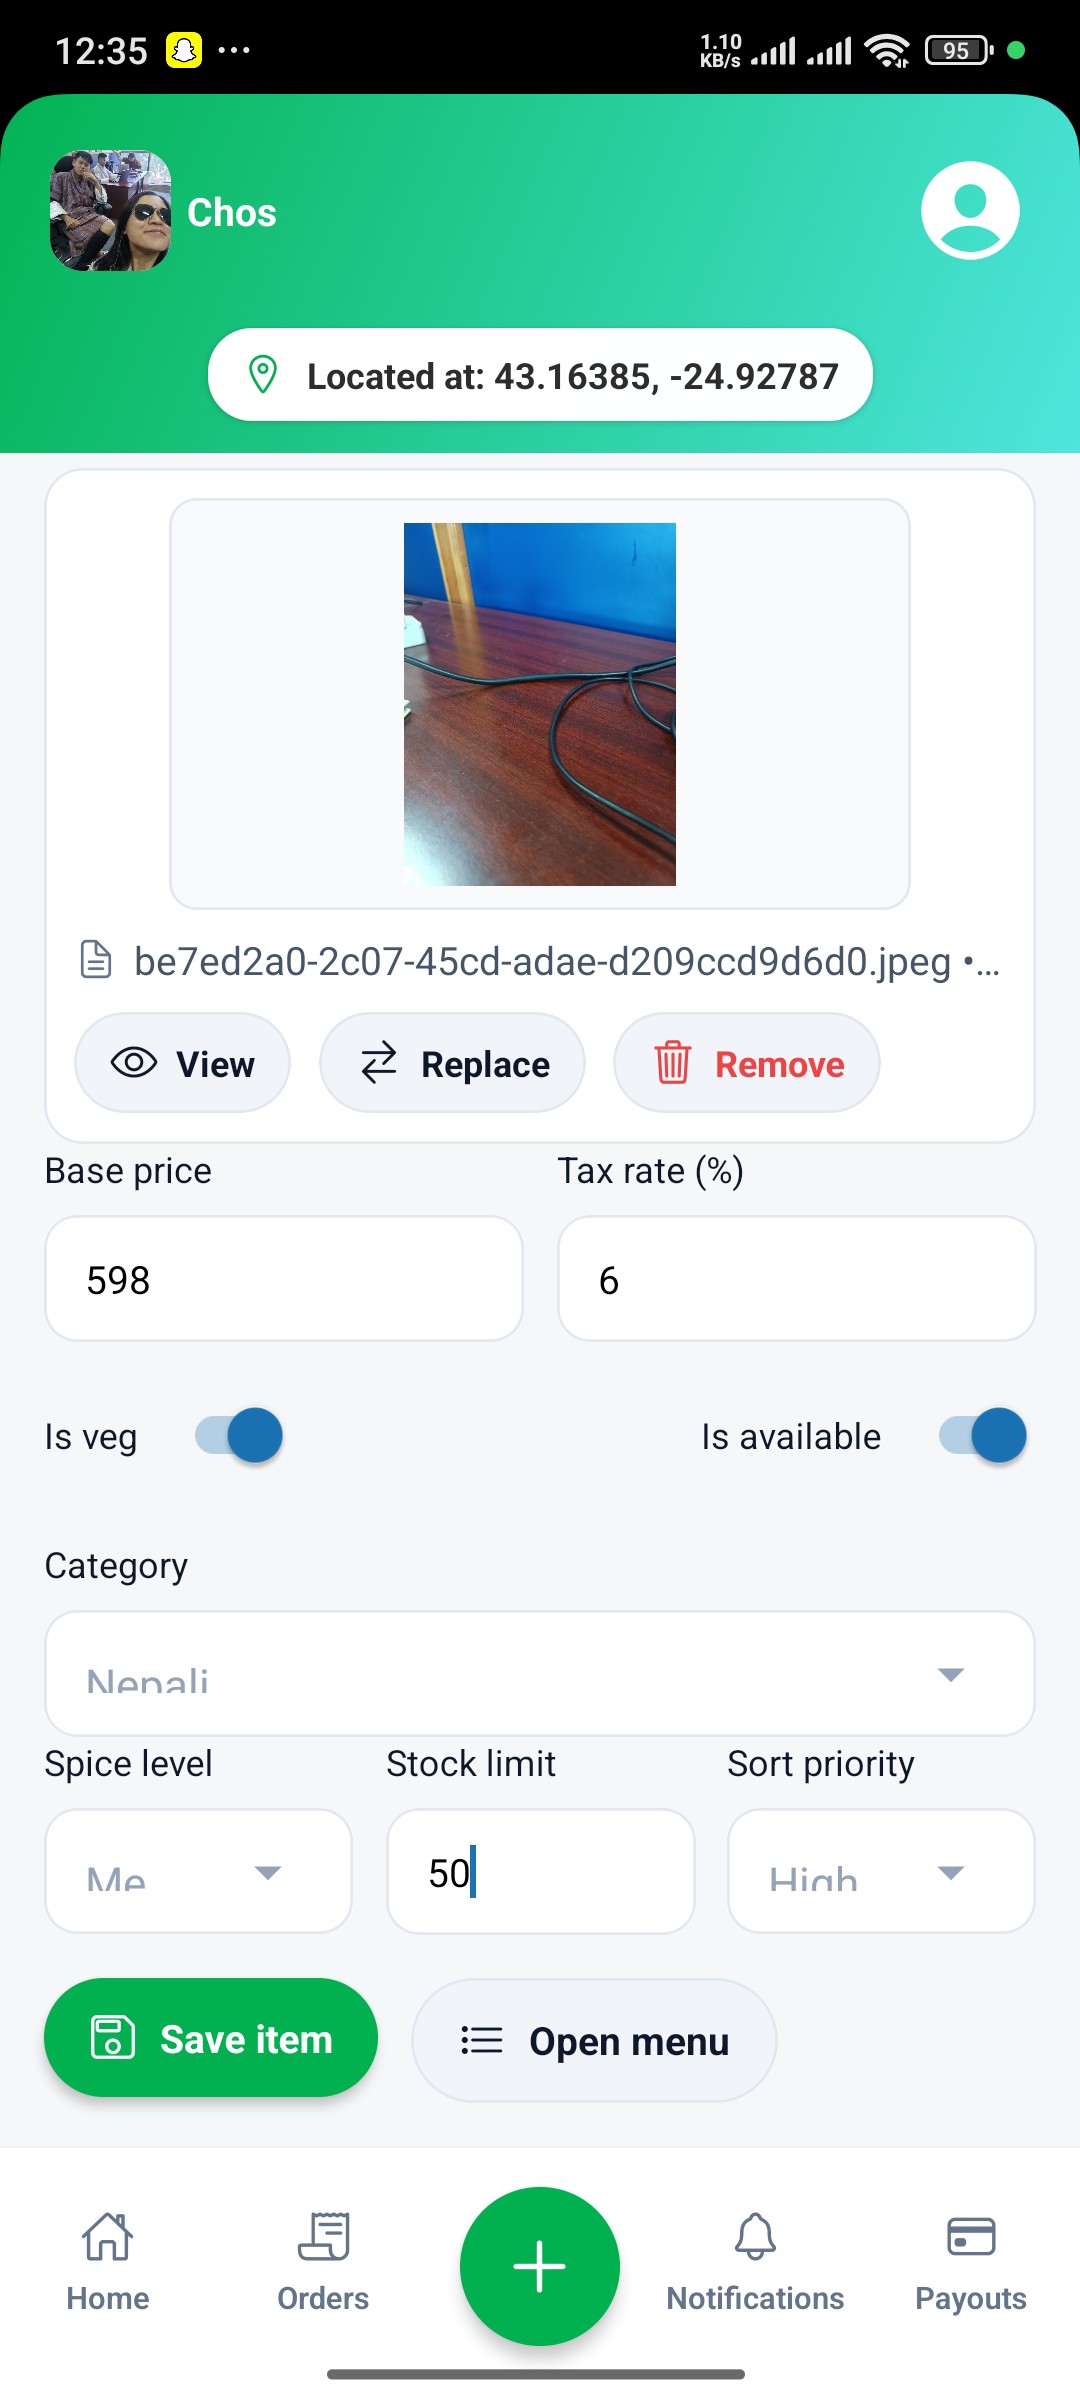 12:35
1.10
KB/s
95
Chos
Located at: 43.16385, -24.92787
be7ed2a0-2c07-45cd-adae-d209ccd9d6d0.jpeg •...
View
Replace
Remove
Base price
Tax rate (%)
598
6
Is veg
Is available
Category
Nepali
Spice level
Stock limit
Sort priority
Me
50
High
Save item
Open menu
Home
Orders
Notifications
Payouts